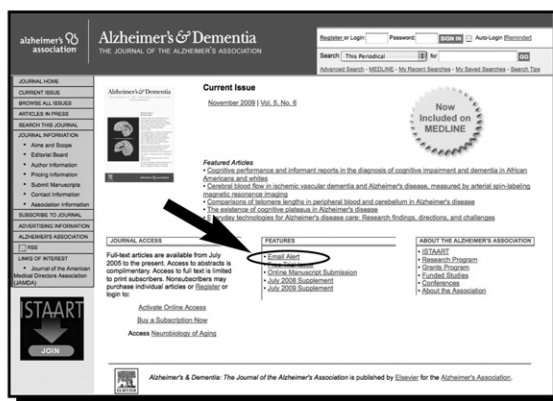 alzheimer's association
Alzheimer's & Dementia
THE JOURNAL OF THE ALZHEIMER'S ASSOCIATION
Register or Login: Password: SIGN IN Auto-Login [Reminded]
Search This Periodical for GO
Advanced Search - MEDLINE - My Recent Searches - My Saved Searches - Search Tips
JOURNAL HOME
CURRENT ISSUE
BROWSE ALL ISSUES
ARTICLES IN PRESS
SEARCH THIS JOURNAL
JOURNAL INFORMATION
• Aims and Scope
• Editorial Board
• Author Information
• Pricing Information
• Submit Manuscripts
• Contact Information
• Association Information
SUBSCRIBE TO JOURNAL
ADVERTISING INFORMATION
ALZHEIMER'S ASSOCIATION
RSS
LINKS OF INTEREST
• Journal of the American
Medical Directors Association
(JAMDA)
ISTAART
JOIN
Alzheimer's & Dementia
Current Issue
November 2009 | Vol. 5, No. 6
Now
Included on
MEDLINE
Featured Articles
• Cognitive performance and informant reports in the diagnosis of cognitive impairment and dementia in African
Americans and whites
• Cerebral blood flow in ischemic vascular dementia and Alzheimer's disease, measured by arterial spin-labeling
magnetic resonance imaging
• Comparisons of telomere lengths in peripheral blood and cerebellum in Alzheimer's disease
• The existence of cognitive plateaus in Alzheimer's disease
• Everyday technologies for Alzheimer's disease care: Research findings, directions, and challenges
JOURNAL ACCESS
Full-text articles are available from July
2005 to the present. Access to abstracts is
complimentary. Access to full text is limited
to print subscribers. Nonsubscribers may
purchase individual articles or Register or
login to:
Activate Online Access
Buy a Subscription Now
Access Neurobiology of Aging
FEATURES
• Email Alert
• Free Trial Issue
• Online Manuscript Submission
• July 2008 Supplement
• July 2009 Supplement
ABOUT THE ALZHEIMER'S ASSOCIATION
• ISTAART
• Research Program
• Grants Program
• Funded Studies
• Conferences
• About the Association
ELSEVIER
Alzheimer's & Dementia: The Journal of the Alzheimer's Association is published by Elsevier for the Alzheimer's Association.